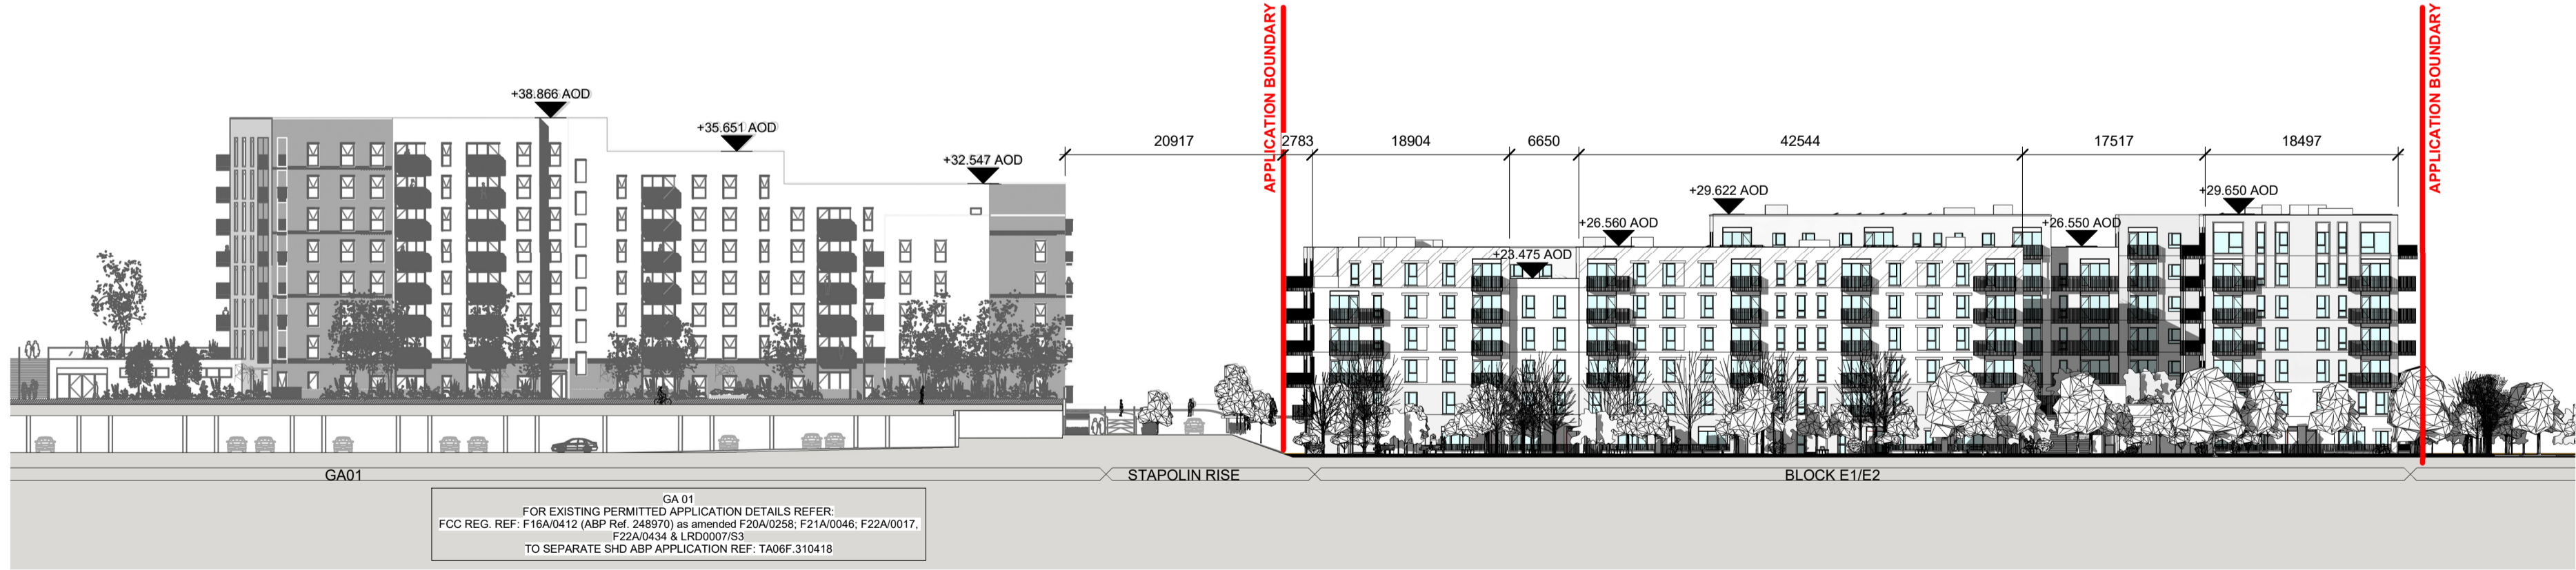 APPLICATION BOUNDARY
APPLICATION BOUNDARY
+38.866 AOD
+35.651 AOD
+32.547 AOD
20917
2783
18904
6650
42544
17517
18497
+29.622 AOD
+29.650 AOD
+26.560 AOD
+26.550 AOD
+23.475 AOD
GA01
STAPOLIN RISE
BLOCK E1/E2
GA 01
FOR EXISTING PERMITTED APPLICATION DETAILS REFER:
FCC REG. REF: F16A/0412 (ABP Ref. 248970) as amended F20A/0258; F21A/0046; F22A/0017,
F22A/0434 & LRD0007/S3
TO SEPARATE SHD ABP APPLICATION REF: TA06F.310418